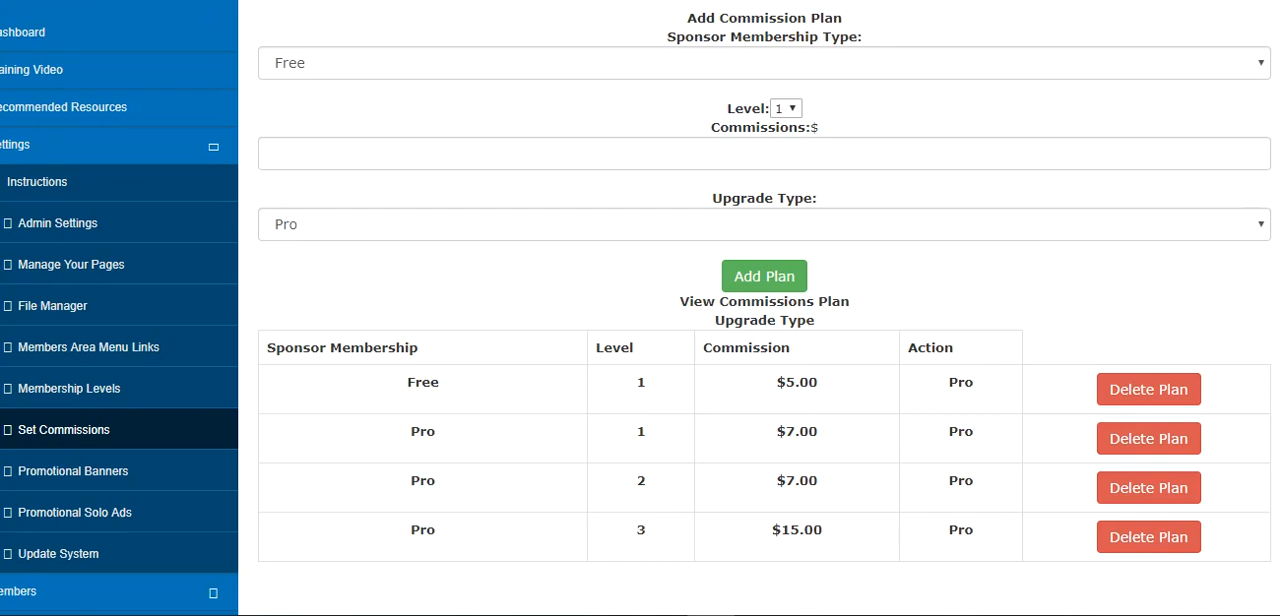 ashboard
aining Video
ecommended Resources
ettings
Instructions
Admin Settings
Manage Your Pages
File Manager
Members Area Menu Links
Membership Levels
Set Commissions
Promotional Banners
Promotional Solo Ads
Update System
embers
Add Commission Plan
Sponsor Membership Type:
Free
Level: 1
Commissions:$
Upgrade Type:
Pro
Add Plan
View Commissions Plan
Upgrade Type
Sponsor Membership Level Commission Action
Free 1 $5.00 Pro Delete Plan
Pro 1 $7.00 Pro Delete Plan
Pro 2 $7.00 Pro Delete Plan
Pro 3 $15.00 Pro Delete Plan